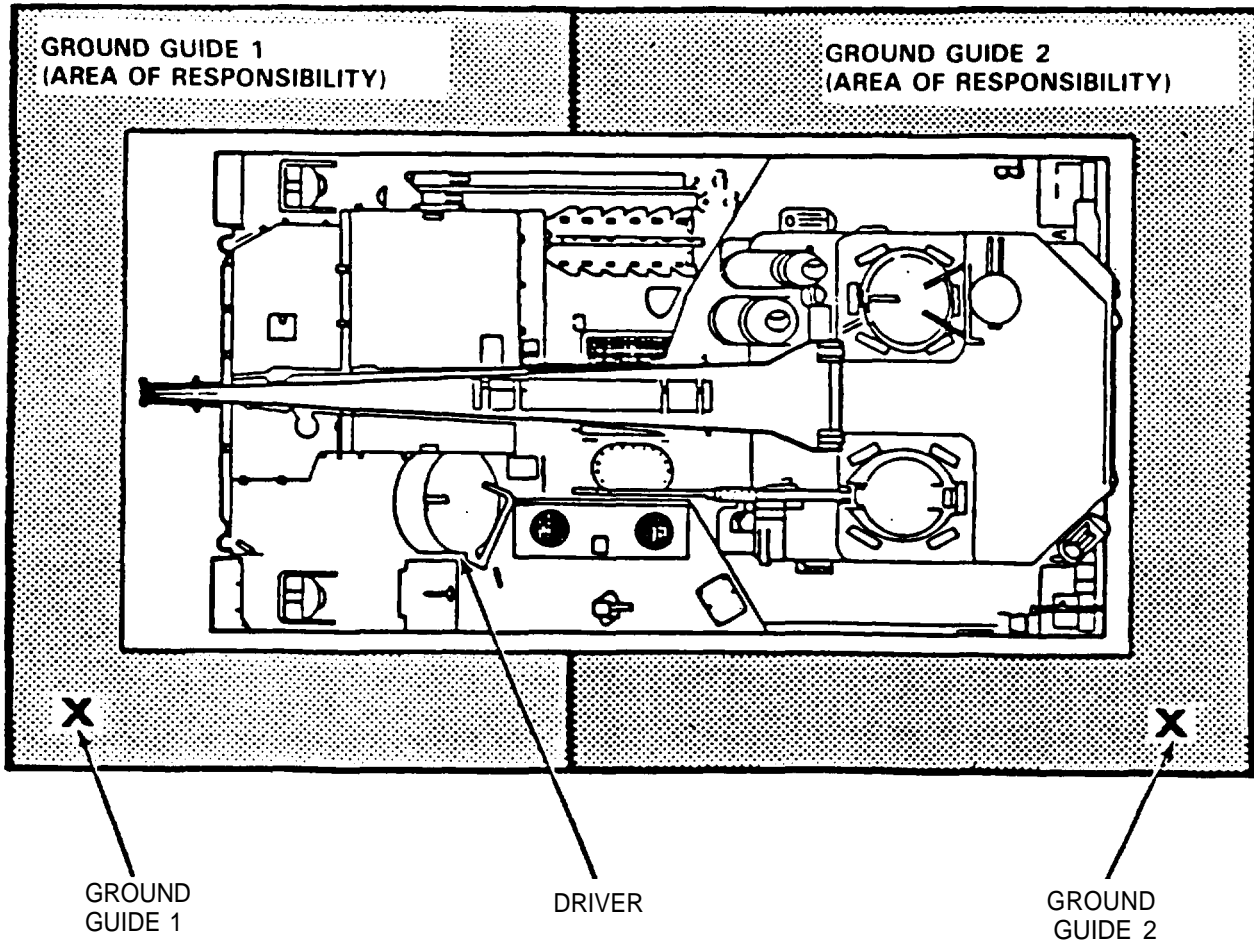 GROUND GUIDE 1
(AREA OF RESPONSIBILITY)
GROUND GUIDE 2
(AREA OF RESPONSIBILITY)
X
X
GROUND
GUIDE 1
DRIVER
GROUND
GUIDE 2